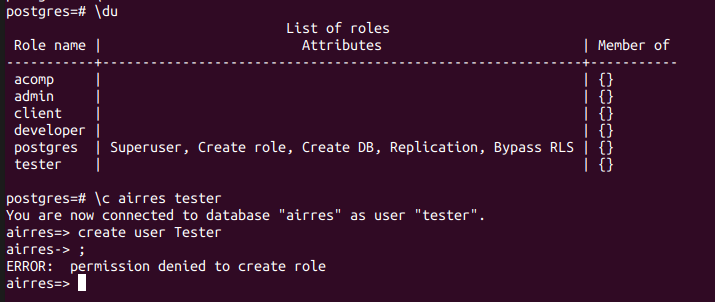 postgres=# \du
                                   List of roles
 Role name |                         Attributes                         | Member of
-----------+------------------------------------------------------------+-----------
 acomp     |                                                            | {}
 admin     |                                                            | {}
 client    |                                                            | {}
 developer |                                                            | {}
 postgres  | Superuser, Create role, Create DB, Replication, Bypass RLS | {}
 tester    |                                                            | {}
postgres=# \c airres tester
You are now connected to database "airres" as user "tester".
airres=> create user Tester
airres-> ;
ERROR:  permission denied to create role
airres=>